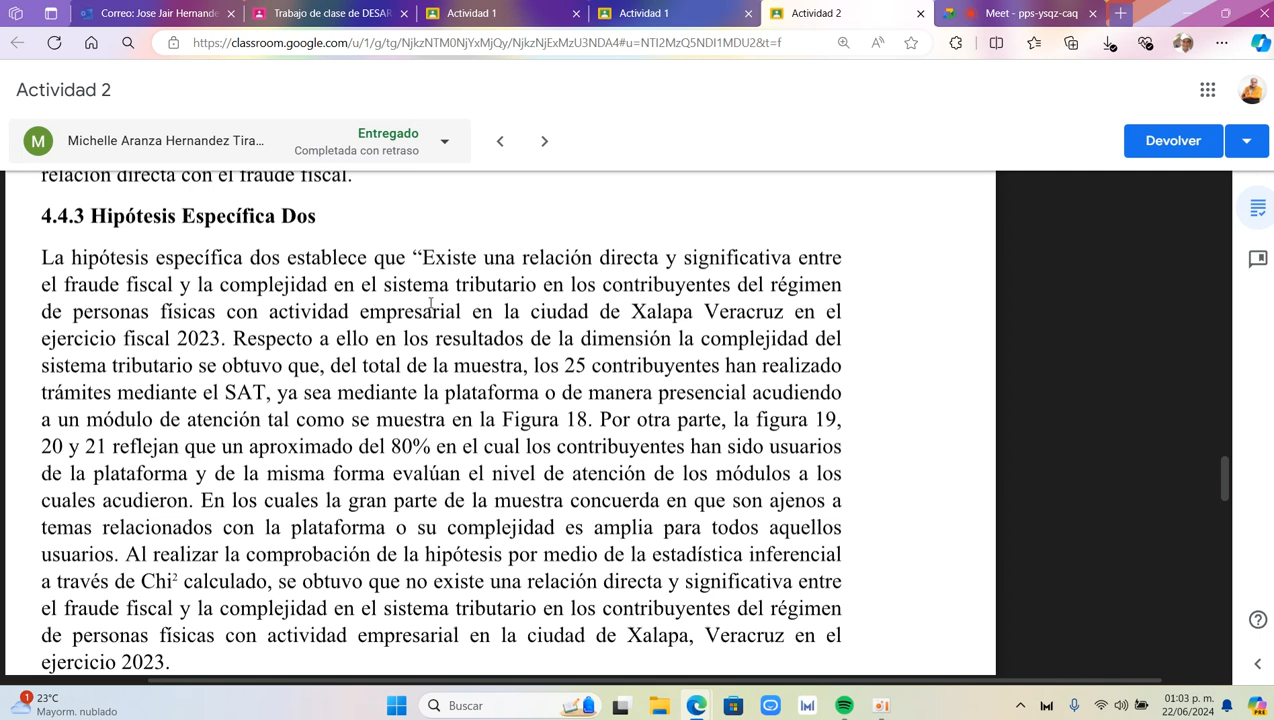 Correo: Jose Jair Hernande
Trabajo de clase de DESAR
Actividad 1
Actividad 1
Actividad 2
Meet - pps-ysqz-caq
https://classroom.google.com/u/1/g/tg/NjkzNTM0NjYxMjQy/NjkzNjExMzU3NDA4#u=NTI2MzQ5NDI1MDU2&t=f
Actividad 2
M
Michelle Aranza Hernandez Tira...
Entregado
Completada con retraso
Devolver
relación directa con el fraude fiscal.
4.4.3 Hipótesis Específica Dos
La hipótesis específica dos establece que “Existe una relación directa y significativa entre
el fraude fiscal y la complejidad en el sistema tributario en los contribuyentes del régimen
de personas físicas con actividad empresarial en la ciudad de Xalapa Veracruz en el
ejercicio fiscal 2023. Respecto a ello en los resultados de la dimensión la complejidad del
sistema tributario se obtuvo que, del total de la muestra, los 25 contribuyentes han realizado
trámites mediante el SAT, ya sea mediante la plataforma o de manera presencial acudiendo
a un módulo de atención tal como se muestra en la Figura 18. Por otra parte, la figura 19,
20 y 21 reflejan que un aproximado del 80% en el cual los contribuyentes han sido usuarios
de la plataforma y de la misma forma evalúan el nivel de atención de los módulos a los
cuales acudieron. En los cuales la gran parte de la muestra concuerda en que son ajenos a
temas relacionados con la plataforma o su complejidad es amplia para todos aquellos
usuarios. Al realizar la comprobación de la hipótesis por medio de la estadística inferencial
a través de Chi² calculado, se obtuvo que no existe una relación directa y significativa entre
el fraude fiscal y la complejidad en el sistema tributario en los contribuyentes del régimen
de personas físicas con actividad empresarial en la ciudad de Xalapa, Veracruz en el
ejercicio 2023.
1
23°C
Mayorm. nublado
Buscar
01:03 p. m.
22/06/2024